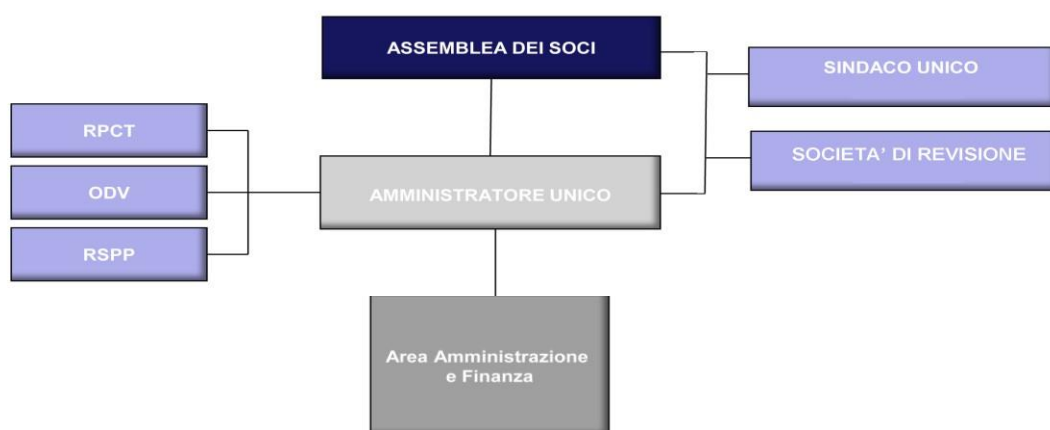 ASSEMBLEA DEI SOCI
SINDACO UNICO
RPCT
SOCIETA' DI REVISIONE
ODV
AMMINISTRATORE UNICO
RSPP
Area Amministrazione
e Finanza